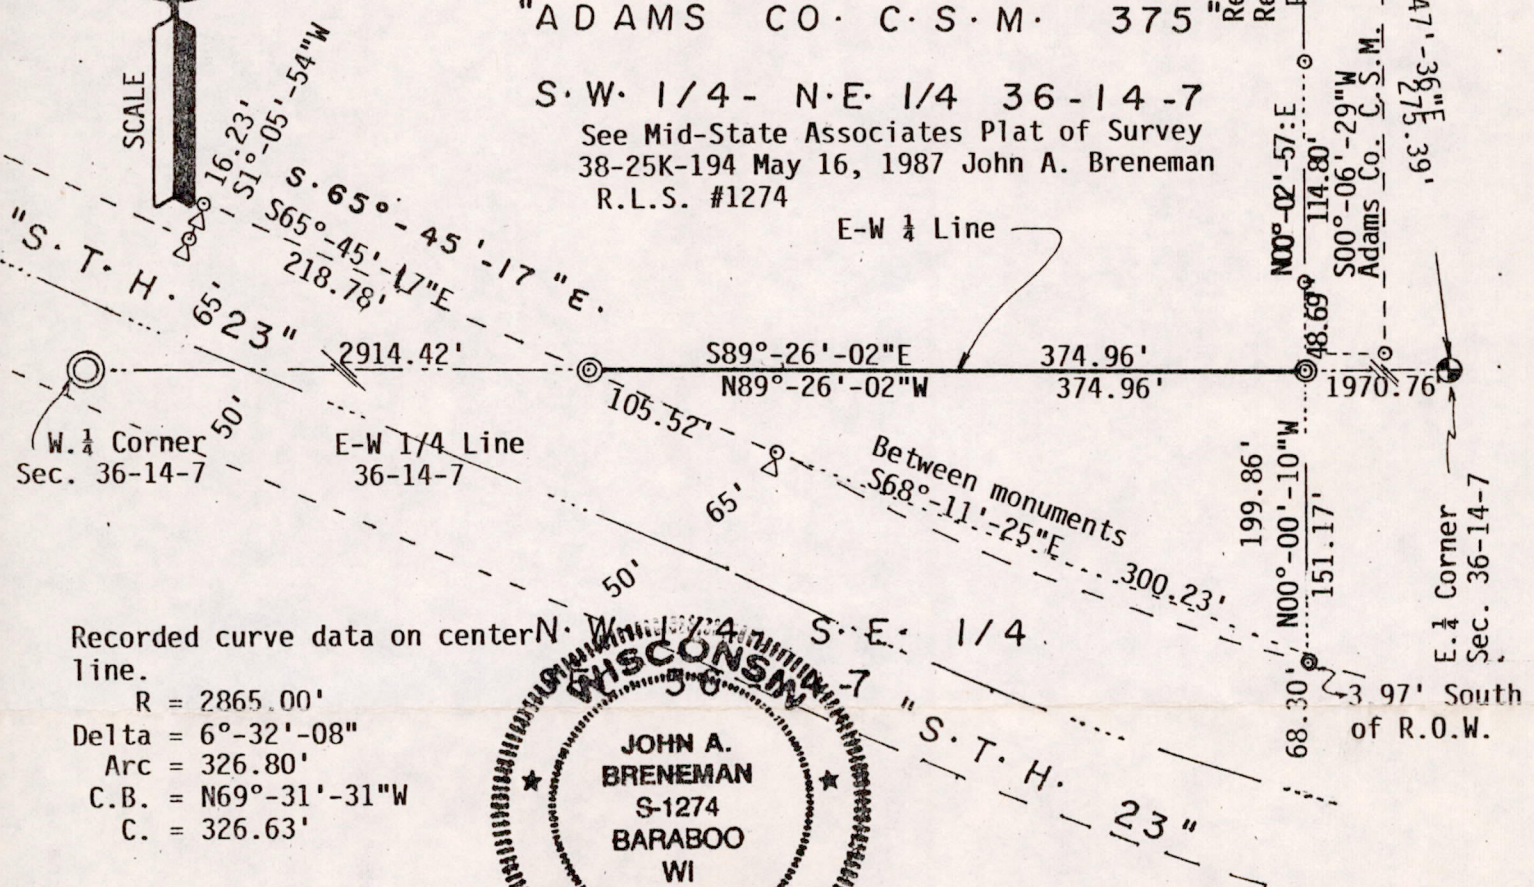 "ADAMS CO. C.S.M. 375"
S.W. 1/4- N.E. 1/4 36-14-7
See Mid-State Associates Plat of Survey
38-25K-194 May 16, 1987 John A. Breneman
R.L.S. #1274
E-W ¼ Line
SCALE
16.23'
S1°-05'-54"W
S.65°-45'-17"E.
S65°-45'-17"E
218.78'
"S.T.H. 23"
65'
N00°-02'-57:E
114.80'
S00°-06'-29"W
Adams Co. C.S.M.
47'-36"E
275.39'
48.69'
2914.42'
S89°-26'-02"E 374.96'
N89°-26'-02"W 374.96'
1970.76
W.¼ Corner
Sec. 36-14-7
50'
E-W 1/4 Line
36-14-7
105.52'
65'
Between monuments
S68°-11'-25"E
300.23'
199.86'
N00°-00'-10"W
151.17'
E.¼ Corner
Sec. 36-14-7
50'
N.W. 1/4 S.E. 1/4
36 -7
3.97' South
of R.O.W.
68.30'
"S.T.H. 23"
Recorded curve data on center
line.
R = 2865.00'
Delta = 6°-32'-08"
Arc = 326.80'
C.B. = N69°-31'-31"W
C. = 326.63'
WISCONSIN
JOHN A.
BRENEMAN
S-1274
BARABOO
WI